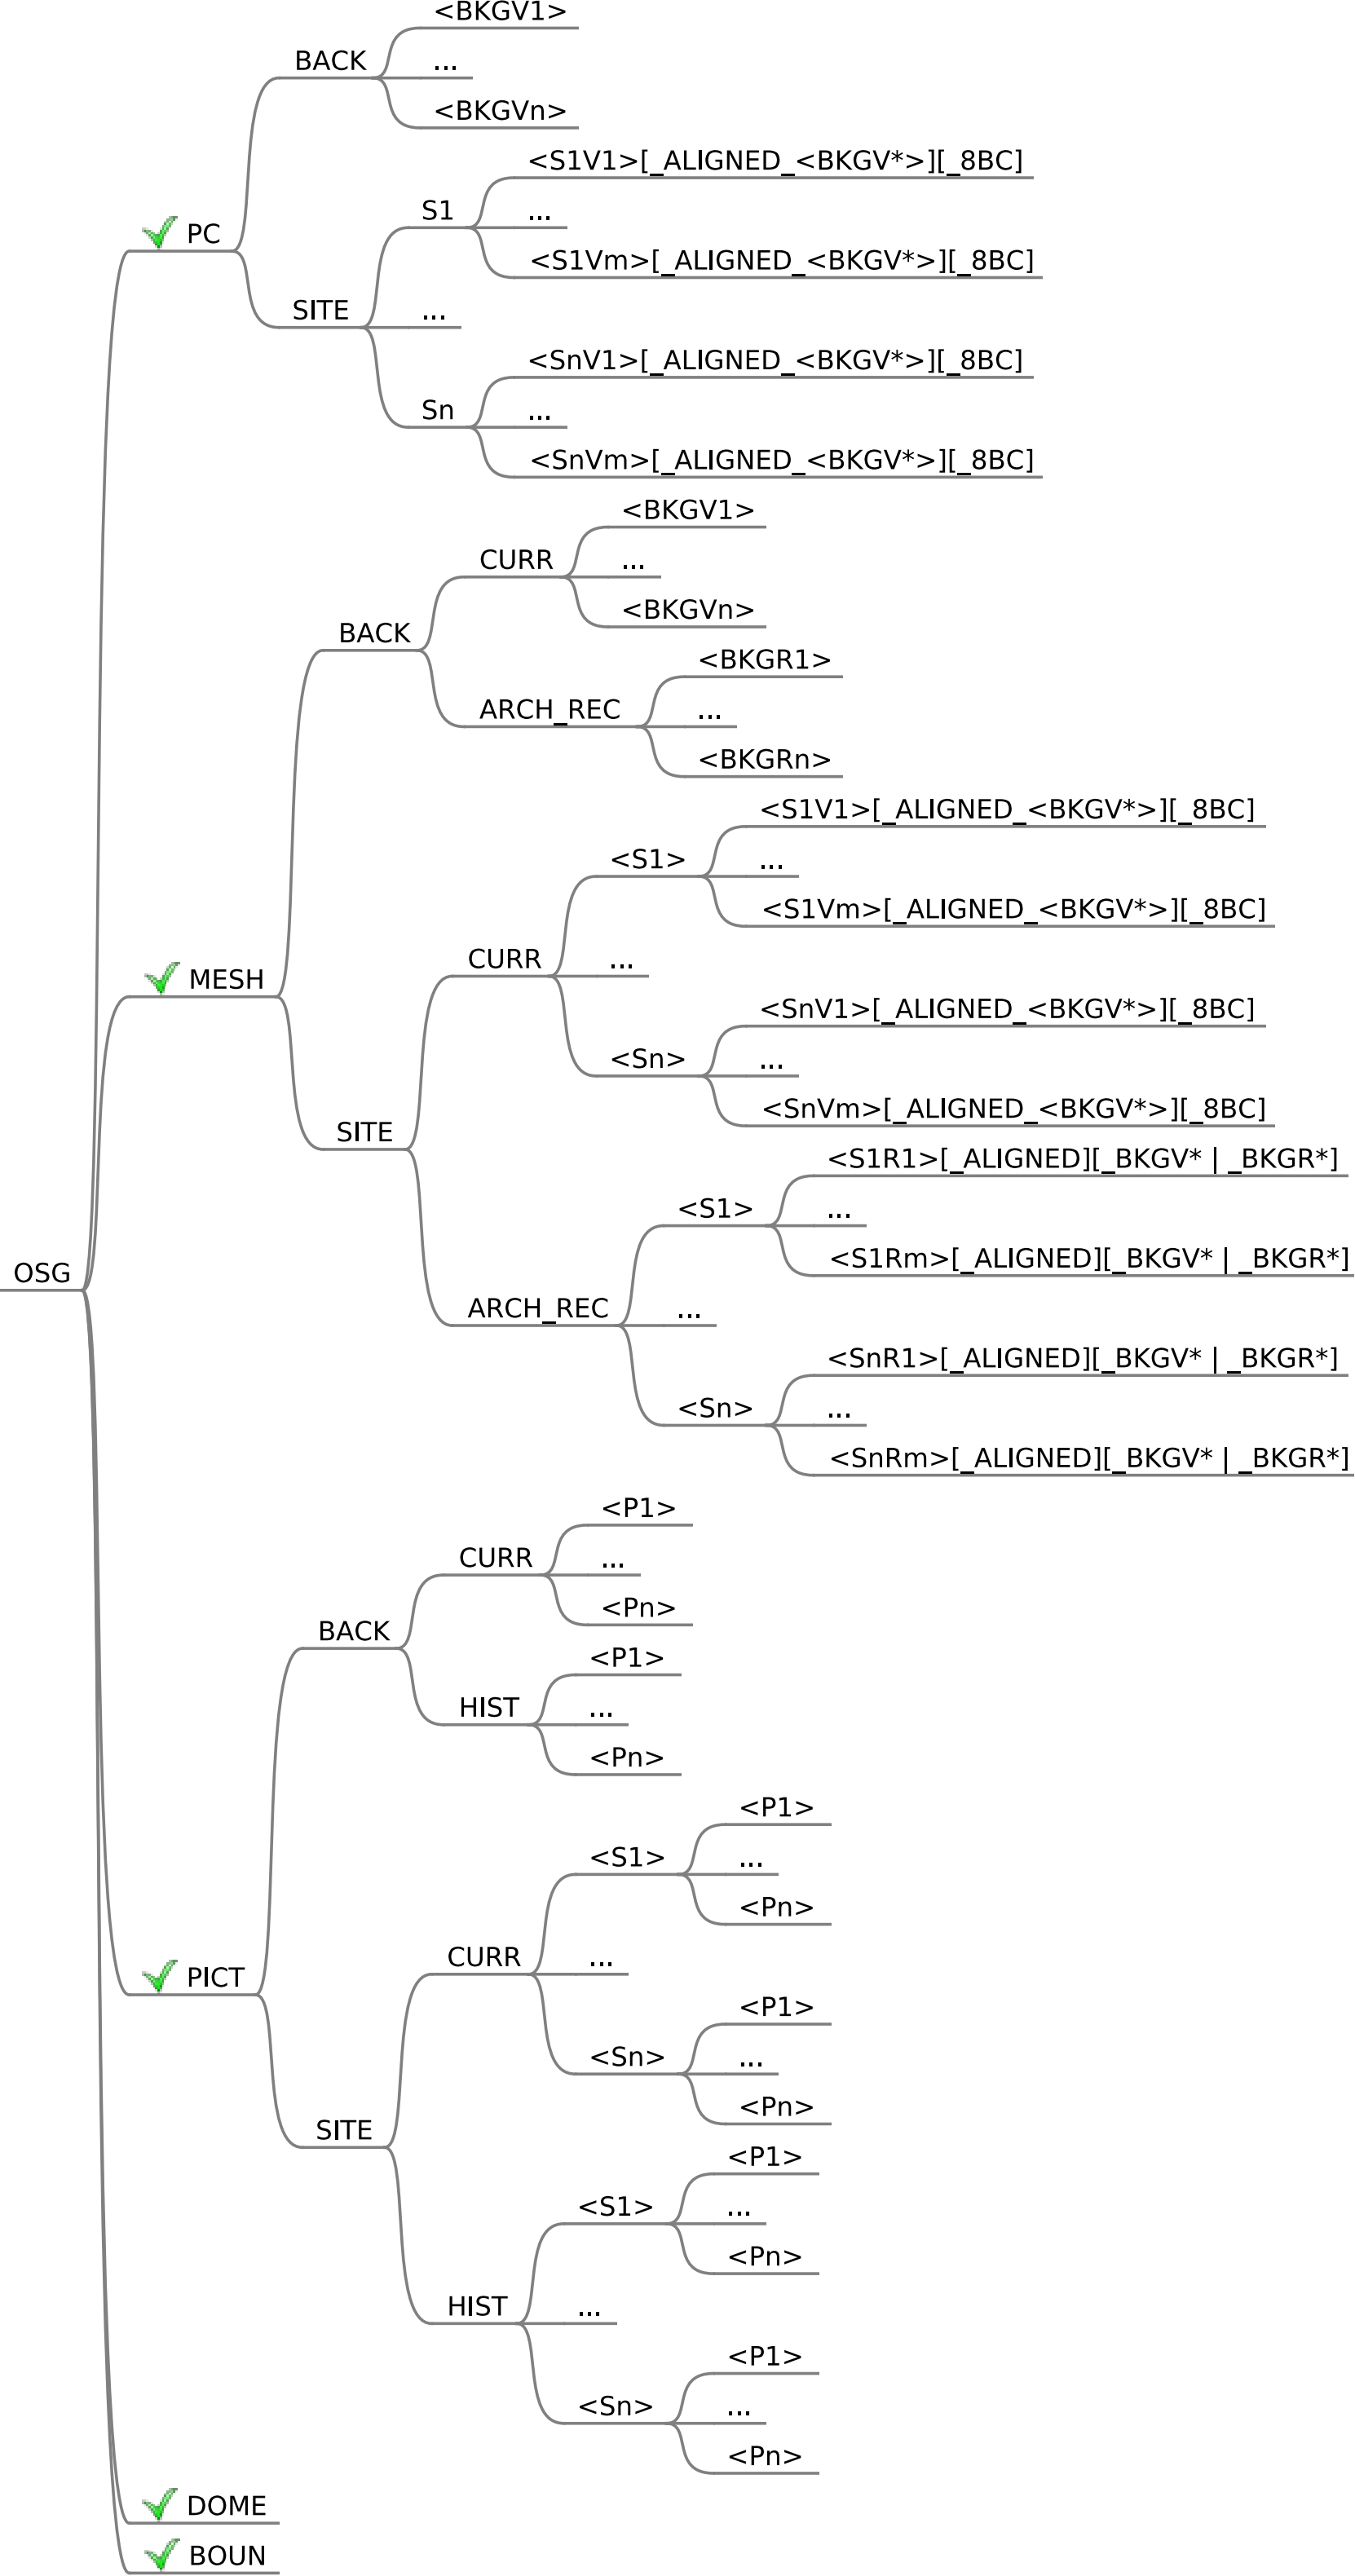 <BKGV1>
BACK
...
<BKGVn>
<S1V1>[_ALIGNED_<BKGV*>][_8BC]
S1
...
PC
<S1Vm>[_ALIGNED_<BKGV*>][_8BC]
SITE
...
<SnV1>[_ALIGNED_<BKGV*>][_8BC]
Sn
...
<SnVm>[_ALIGNED_<BKGV*>][_8BC]
<BKGV1>
CURR
...
<BKGVn>
BACK
<BKGR1>
ARCH_REC
...
<BKGRn>
<S1V1>[_ALIGNED_<BKGV*>][_8BC]
<S1>
...
<S1Vm>[_ALIGNED_<BKGV*>][_8BC]
CURR
...
MESH
<SnV1>[_ALIGNED_<BKGV*>][_8BC]
<Sn>
...
<SnVm>[_ALIGNED_<BKGV*>][_8BC]
SITE
<S1R1>[_ALIGNED][_BKGV* | _BKGR*]
<S1>
...
<S1Rm>[_ALIGNED][_BKGV* | _BKGR*]
OSG
ARCH_REC
...
<SnR1>[_ALIGNED][_BKGV* | _BKGR*]
<Sn>
...
<SnRm>[_ALIGNED][_BKGV* | _BKGR*]
<P1>
CURR
...
<Pn>
BACK
<P1>
HIST
...
<Pn>
<P1>
<S1>
...
<Pn>
CURR
...
PICT
<P1>
<Sn>
...
<Pn>
SITE
<P1>
<S1>
...
<Pn>
HIST
...
<P1>
<Sn>
...
<Pn>
DOME
BOUN